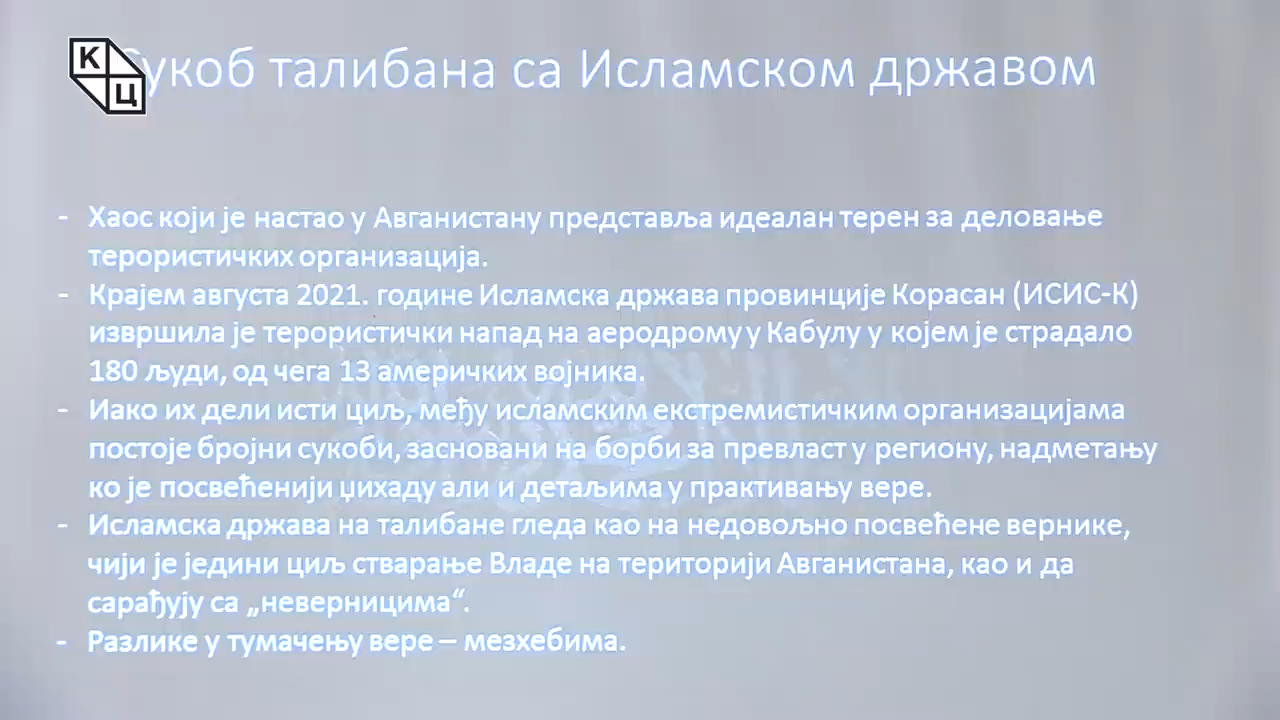 К
Ц
Сукоб талибана са Исламском државом
- Хаос који је настао у Авганистану представља идеалан терен за деловање
терористичких организација.
- Крајем августа 2021. године Исламска држава провинције Корасан (ИСИС-К)
извршила је терористички напад на аеродрому у Кабулу у којем је страдало
180 људи, од чега 13 америчких војника.
- Иако их дели исти циљ, међу исламским екстремистичким организацијама
постоје бројни сукоби, засновани на борби за превласт у региону, надметању
ко је посвећенији џихаду али и детаљима у практивању вере.
- Исламска држава на талибане гледа као на недовољно посвећене вернике,
чији је једини циљ стварање Владе на територији Авганистана, као и да
сарађују са „неверницима“.
- Разлике у тумачењу вере – мезхебима.